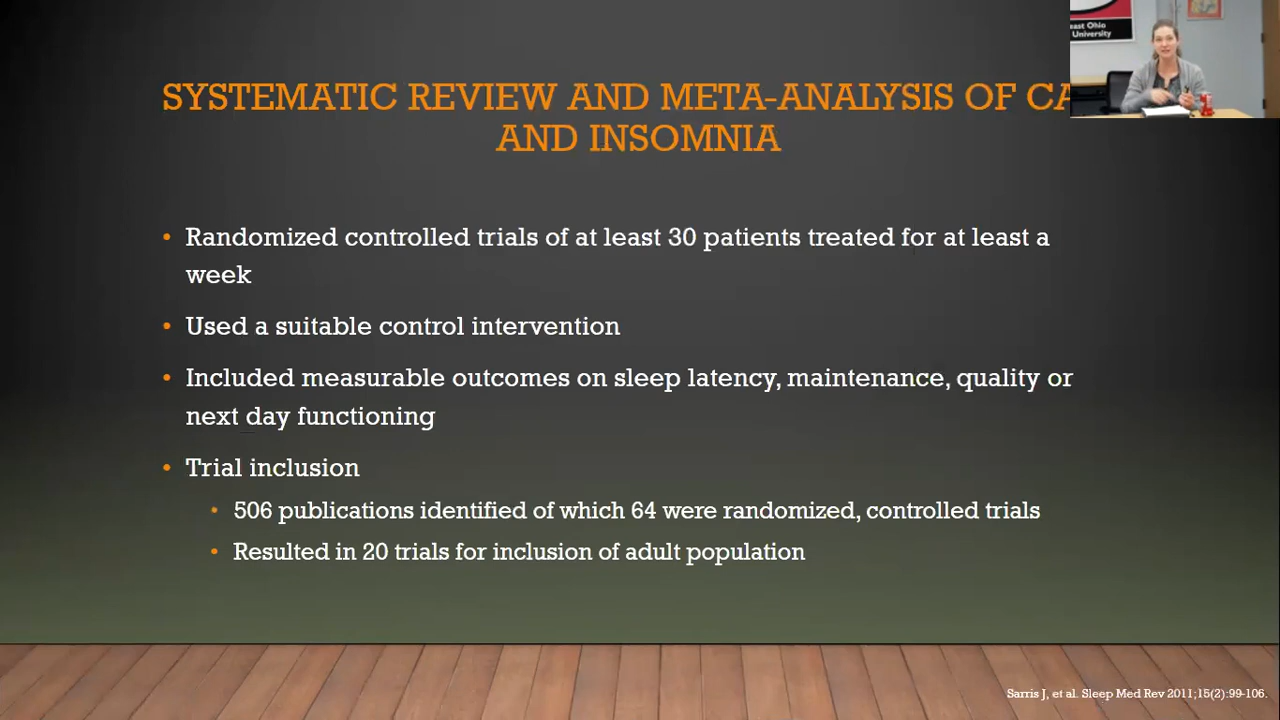 SYSTEMATIC REVIEW AND META-ANALYSIS OF
AND INSOMNIA
east Ohio
University
• Randomized controlled trials of at least 30 patients treated for at least a
week
• Used a suitable control intervention
• Included measurable outcomes on sleep latency, maintenance, quality or
next day functioning
• Trial inclusion
• 506 publications identified of which 64 were randomized, controlled trials
• Resulted in 20 trials for inclusion of adult population
Sarris J, et al. Sleep Med Rev 2011;15(2):99-106.